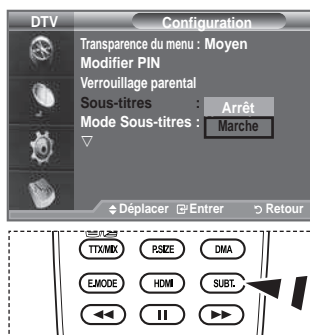 DTV Configuration
Transparence du menu : Moyen
Modifier PIN
Verrouillage parental
Sous-titres : Arrêt
Mode Sous-titres : Marche
Déplacer Entrer Retour
TTX/MIX P.SIZE DMA
E.MODE HDMI SUBT.